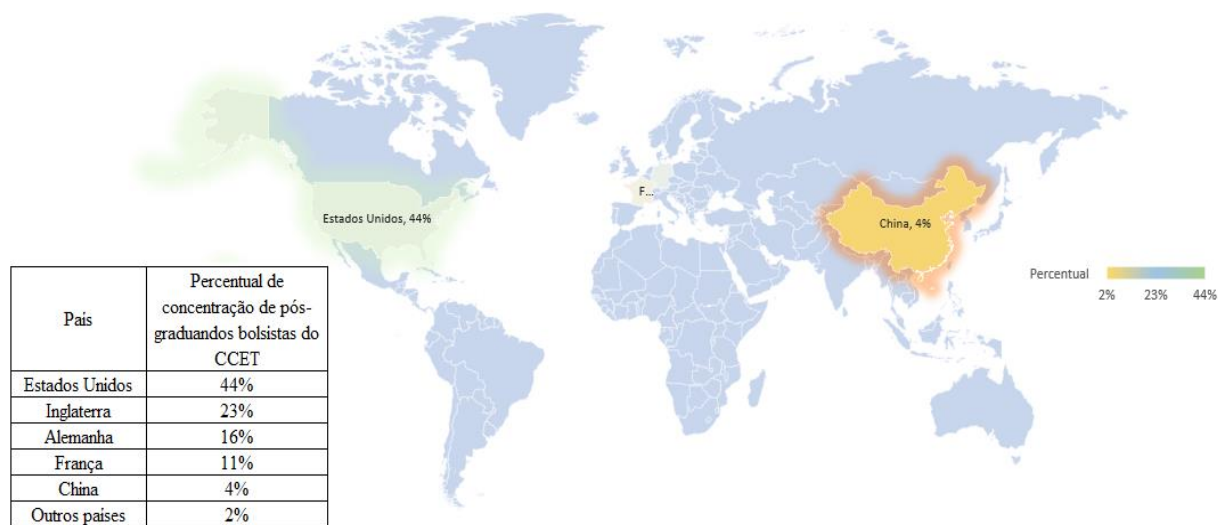 F...
Estados Unidos, 44%
China, 4%
Percentual
2% 23% 44%
País
Percentual de
concentração de pós-
graduandos bolsistas do
CCET
Estados Unidos 44%
Inglaterra 23%
Alemanha 16%
França 11%
China 4%
Outros países 2%